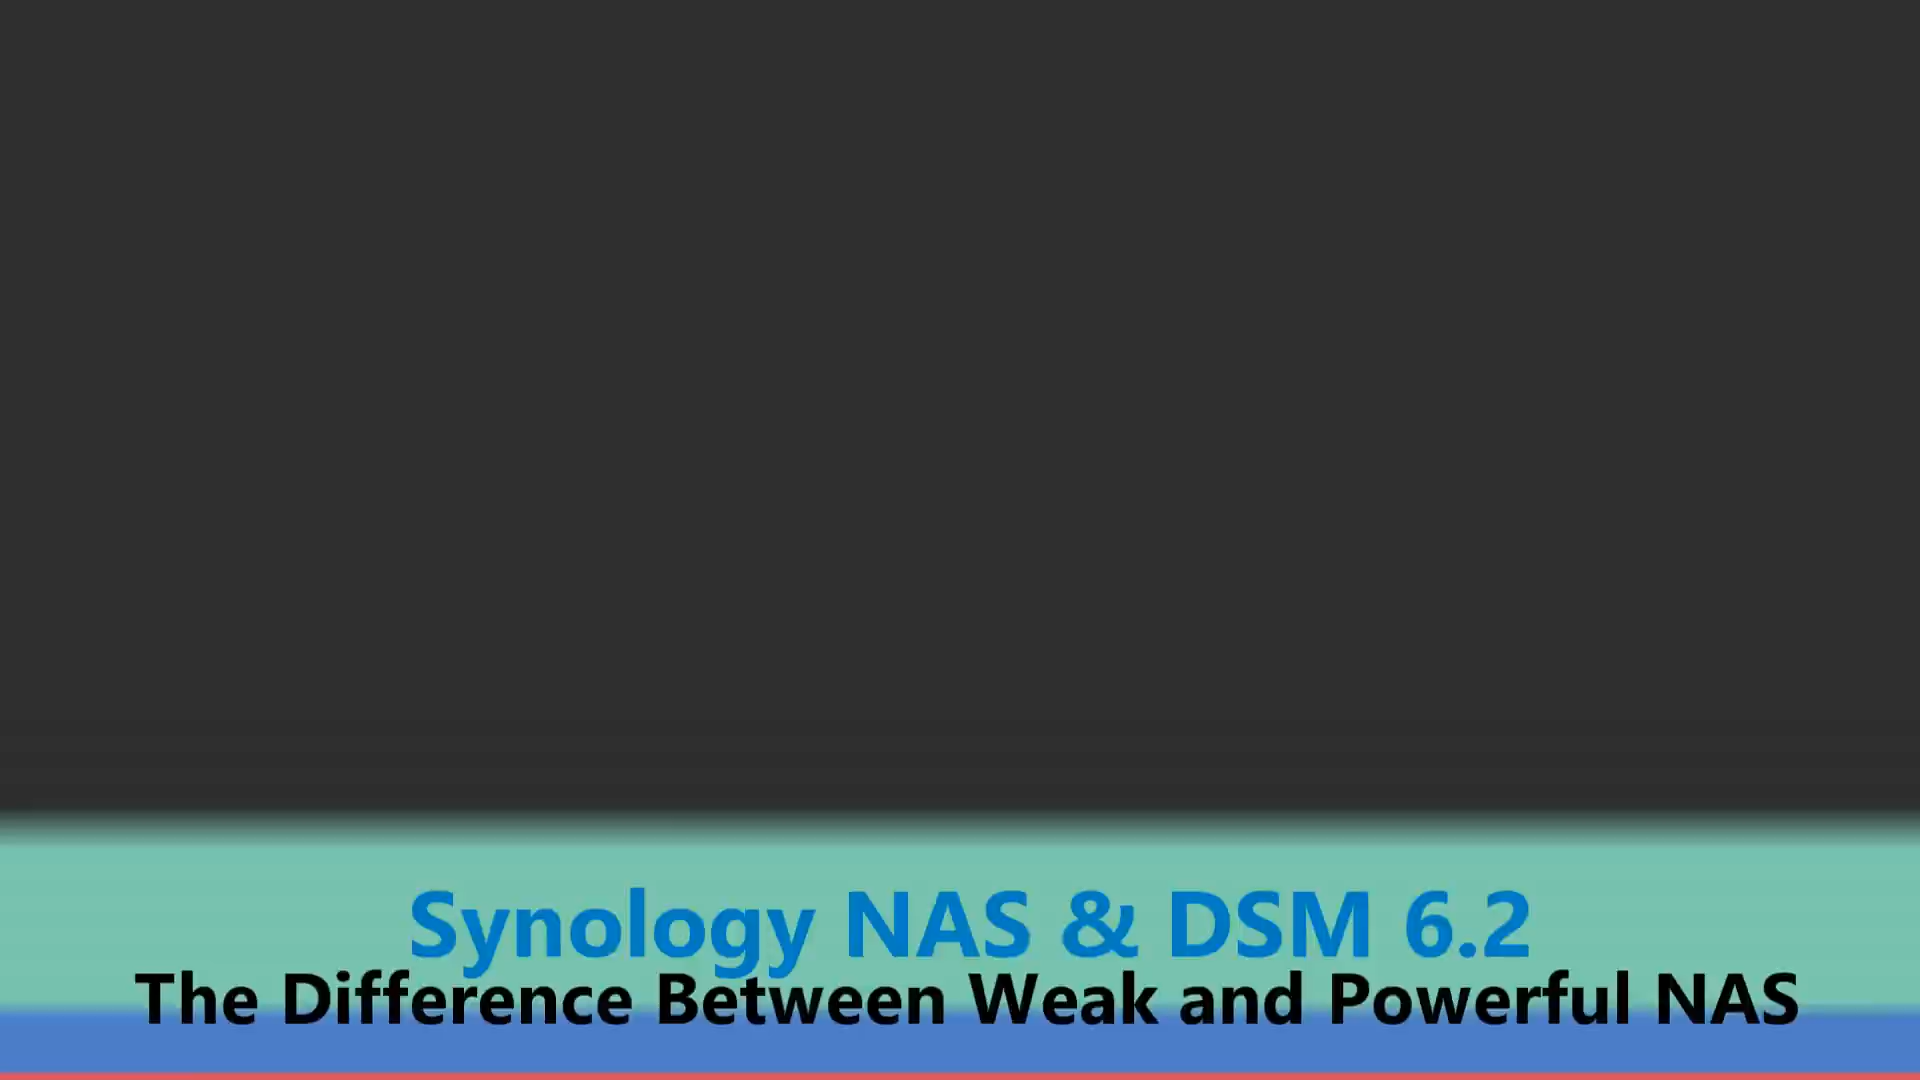 Synology NAS & DSM 6.2
The Difference Between Weak and Powerful NAS